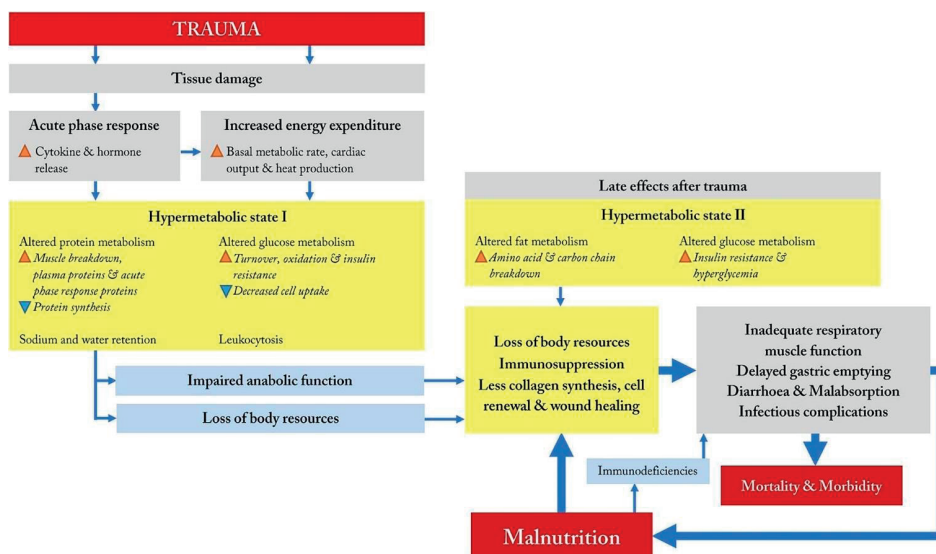 TRAUMA
Tissue damage
Acute phase response
Cytokine & hormone
release
Increased energy expenditure
Basal metabolic rate, cardiac
output & heat production
Hypermetabolic state I
Altered protein metabolism
Muscle breakdown,
plasma proteins & acute
phase response proteins
Protein synthesis
Sodium and water retention
Altered glucose metabolism
Turnover, oxidation & insulin
resistance
Decreased cell uptake
Leukocytosis
Impaired anabolic function
Loss of body resources
Late effects after trauma
Hypermetabolic state II
Altered fat metabolism
Amino acid & carbon chain
breakdown
Altered glucose metabolism
Insulin resistance &
hyperglycemia
Loss of body resources
Immunosuppression
Less collagen synthesis, cell
renewal & wound healing
Inadequate respiratory
muscle function
Delayed gastric emptying
Diarrhoea & Malabsorption
Infectious complications
Immunodeficiencies
Mortality & Morbidity
Malnutrition